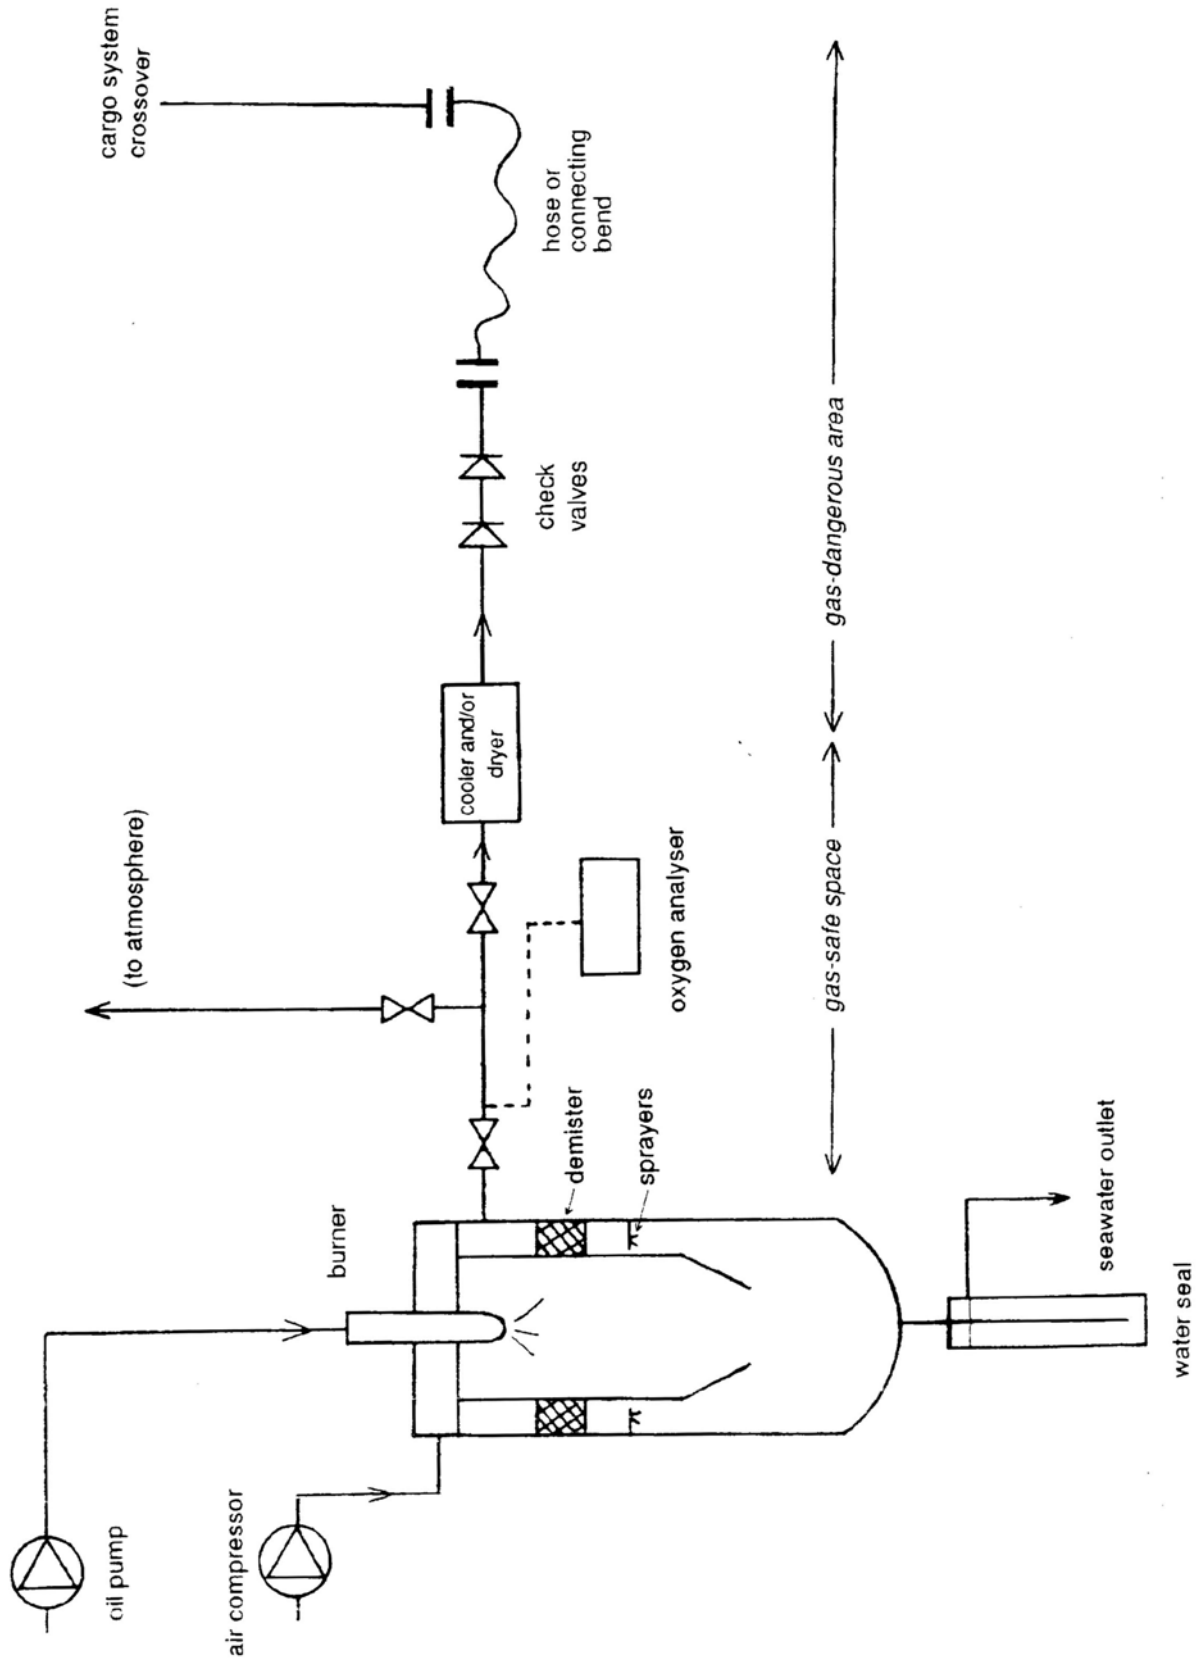 oil pump
air compressor
burner
(to atmosphere)
cargo system
crossover
demister
sprayers
oxygen analyser
cooler and/or
dryer
check
valves
hose or
connecting
bend
gas-safe space
gas-dangerous area
seawater outlet
water seal